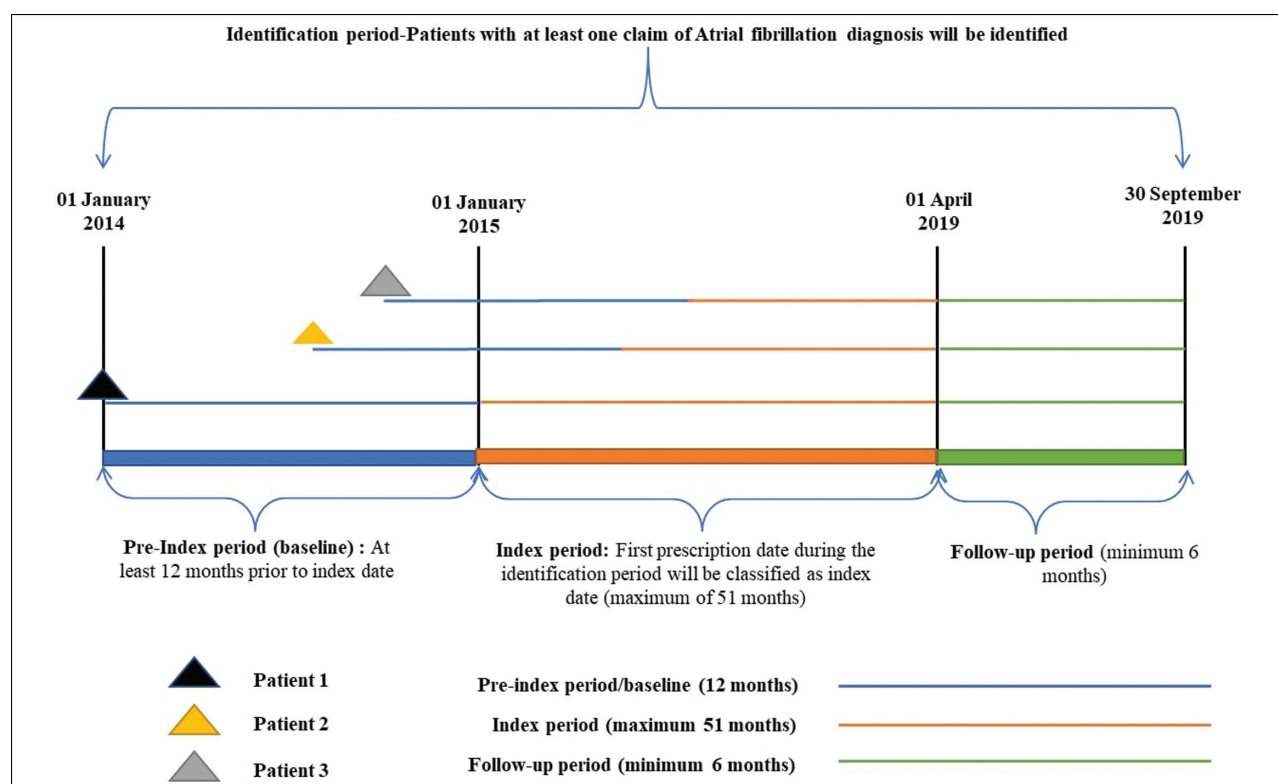 Identification period-Patients with at least one claim of Atrial fibrillation diagnosis will be identified
01 January
2014
01 January
2015
01 April
2019
30 September
2019
Pre-Index period (baseline) : At
least 12 months prior to index date
Index period: First prescription date during the
identification period will be classified as index
date (maximum of 51 months)
Follow-up period (minimum 6
months)
Patient 1
Patient 2
Patient 3
Pre-index period/baseline (12 months)
Index period (maximum 51 months)
Follow-up period (minimum 6 months)